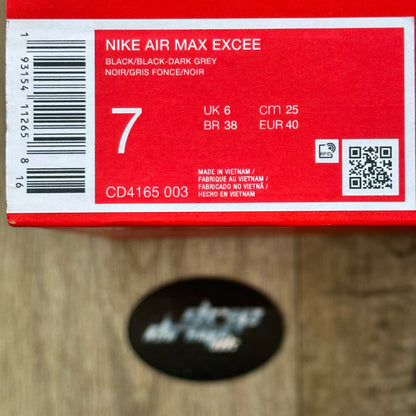 NIKE AIR MAX EXCEE
BLACK/BLACK-DARK GREY
NOIR/GRIS FONCE/NOIR
7
UK 6 cm 25
BR 38 EUR 40
MADE IN VIETNAM /
FABRIQUE AU VIETNAM /
FABRICADO NO VIETNÃ /
HECHO EN VIETNAM
CD4165 003
1 93154 11265 8 16